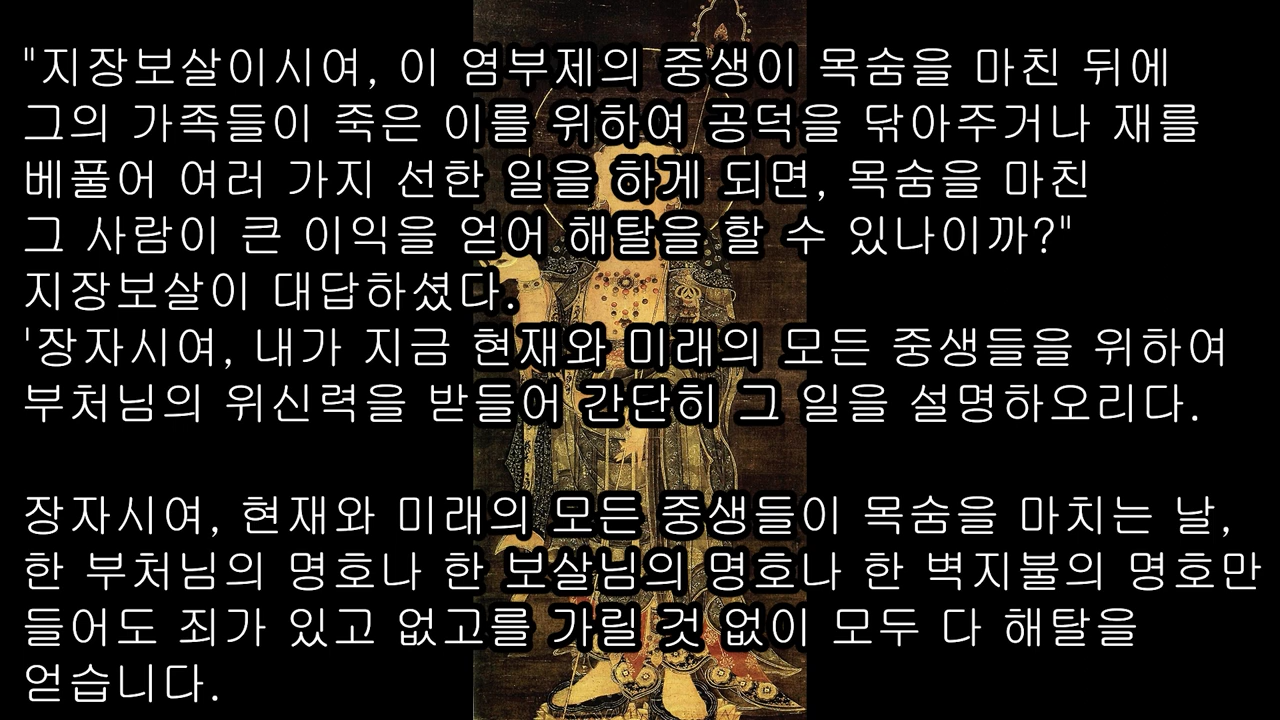 "지장보살이시여, 이 염부제의 중생이 목숨을 마친 뒤에
그의 가족들이 죽은 이를 위하여 공덕을 닦아주거나 재를
베풀어 여러 가지 선한 일을 하게 되면, 목숨을 마친
그 사람이 큰 이익을 얻어 해탈을 할 수 있나이까?"
지장보살이 대답하셨다.
'장자시여, 내가 지금 현재와 미래의 모든 중생들을 위하여
부처님의 위신력을 받들어 간단히 그 일을 설명하오리다.
장자시여, 현재와 미래의 모든 중생들이 목숨을 마치는 날,
한 부처님의 명호나 한 보살님의 명호나 한 벽지불의 명호만
들어도 죄가 있고 없고를 가릴 것 없이 모두 다 해탈을
얻습니다.